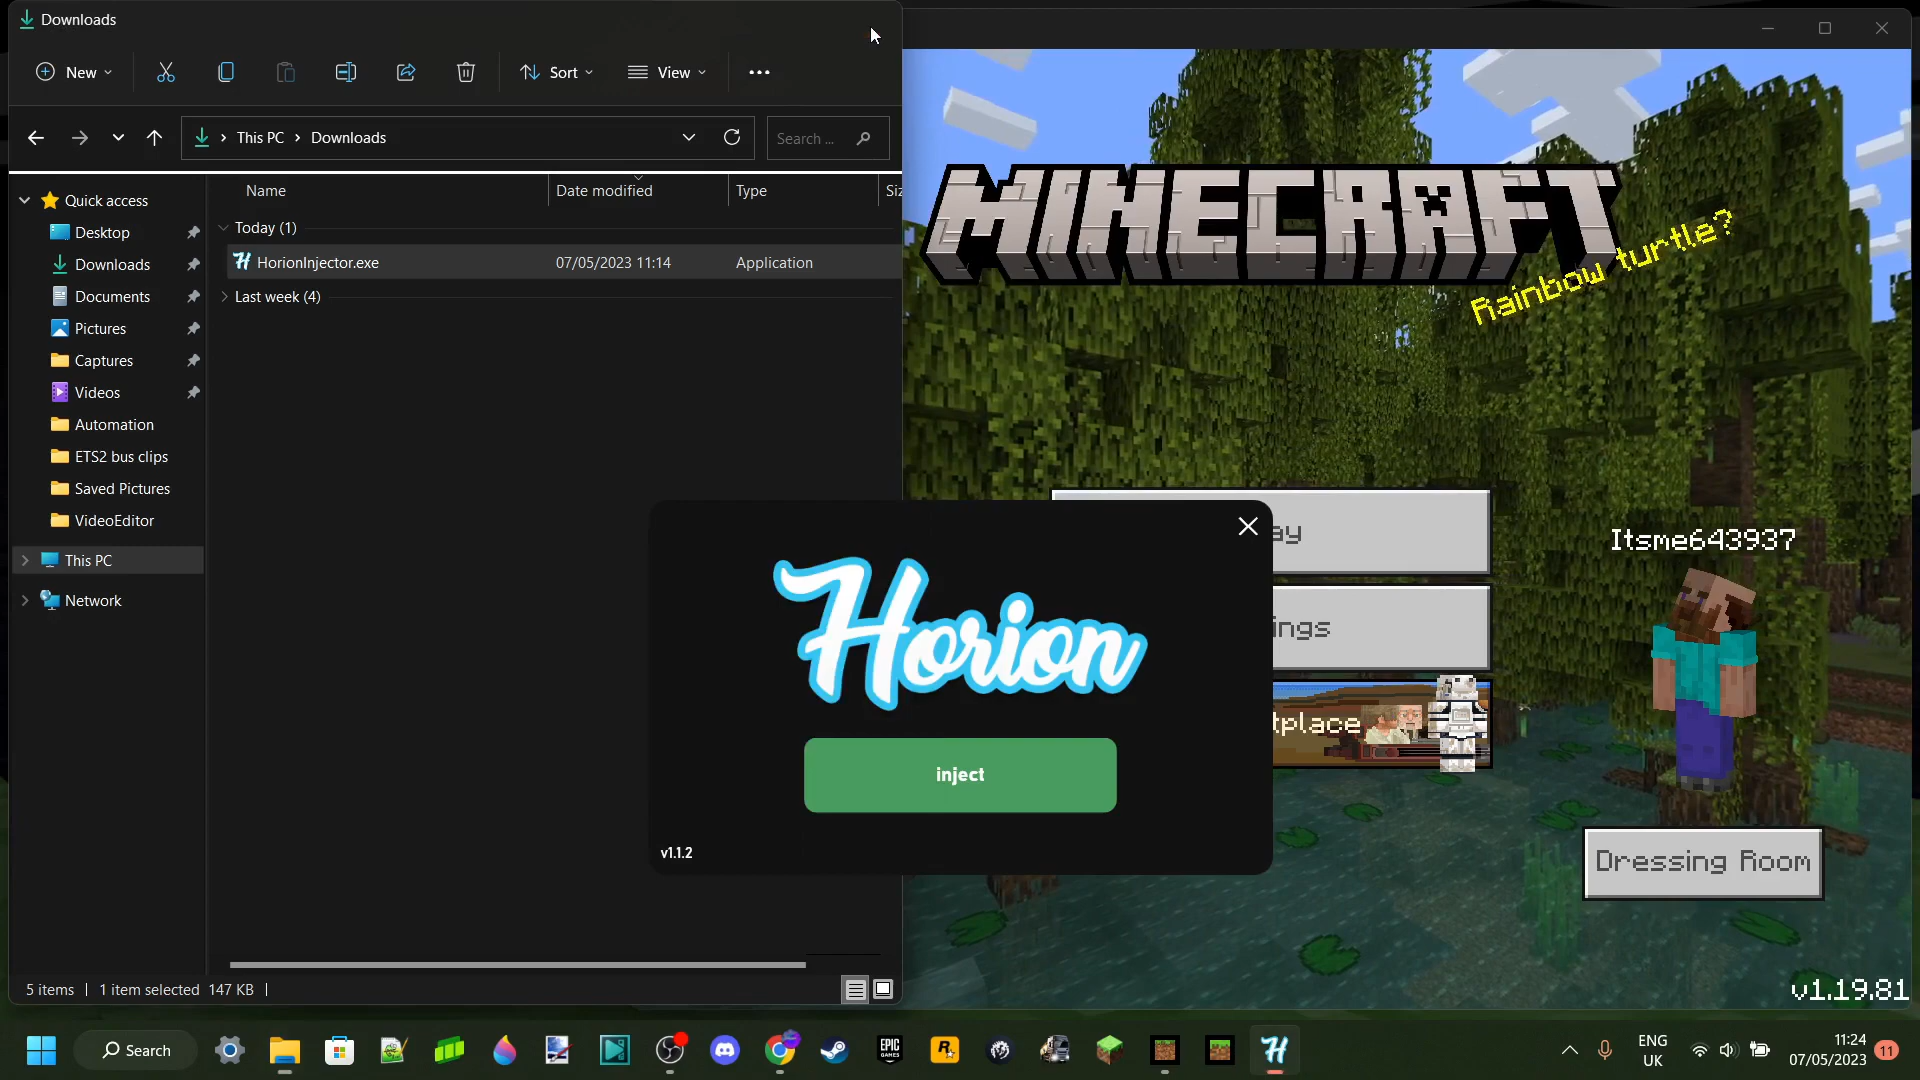 Downloads
New
Sort
View
This PC > Downloads
Search ...
Name
Date modified
Type
Siz
Today (1)
HorionInjector.exe
07/05/2023 11:14
Application
Last week (4)
Quick access
Desktop
Downloads
Documents
Pictures
Captures
Videos
Automation
ETS2 bus clips
Saved Pictures
VideoEditor
This PC
Network
5 items
1 item selected 147 KB
MINECRAFT
Rainbow turtle?
ay
ings
tplace
Itsme643937
Dressing Room
v1.19.81
Horion
inject
v1.1.2
Search
EPIC
GAMES
ENG
UK
11:24
07/05/2023
11